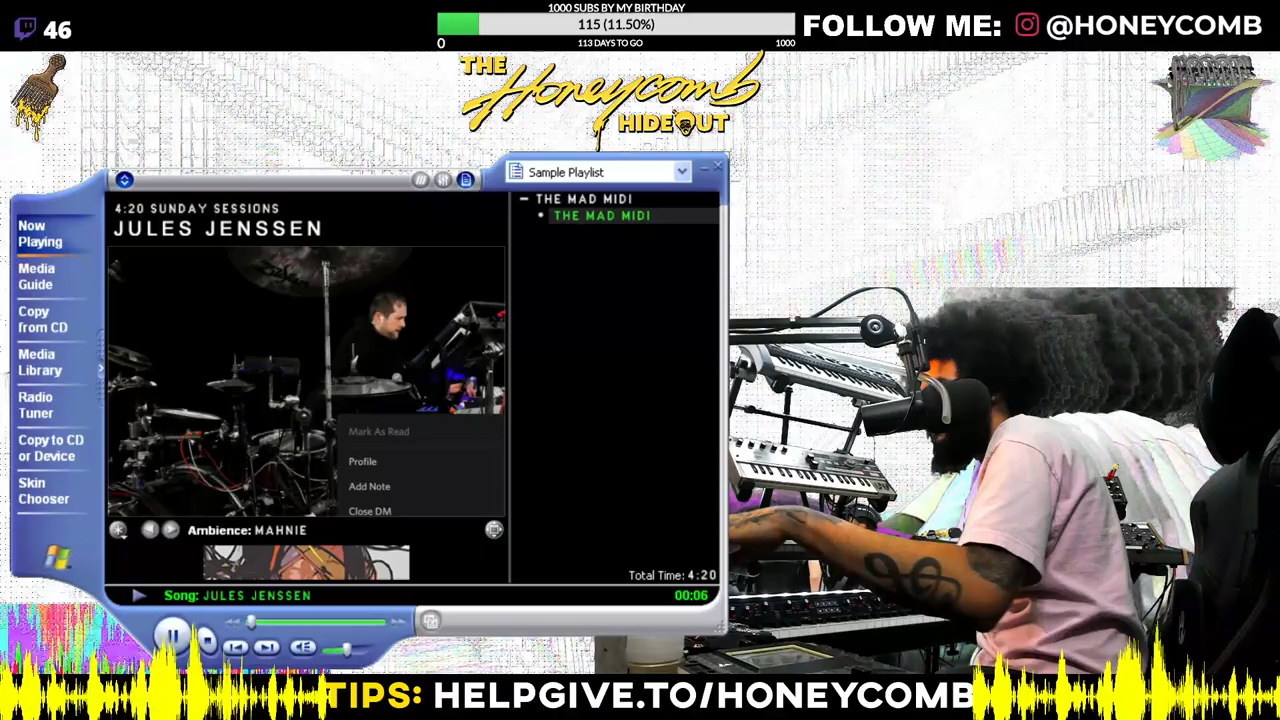 46
1000 SUBS BY MY BIRTHDAY
115 (11.50%)
0
113 DAYS TO GO
1000
FOLLOW ME: @HONEYCOMB
THE
Honeycomb
HIDEOUT
Sample Playlist
4:20 SUNDAY SESSIONS
JULES JENSSEN
THE MAD MIDI
THE MAD MIDI
Now
Playing
Media
Guide
Copy
from CD
Media
Library
Radio
Tuner
Copy to CD
or Device
Skin
Chooser
Mark As Read
Profile
Add Note
Close DM
Ambience: MAHNIE
Total Time: 4:20
Song: JULES JENSSEN
00:06
TIPS: HELPGIVE.TO/HONEYCOMB